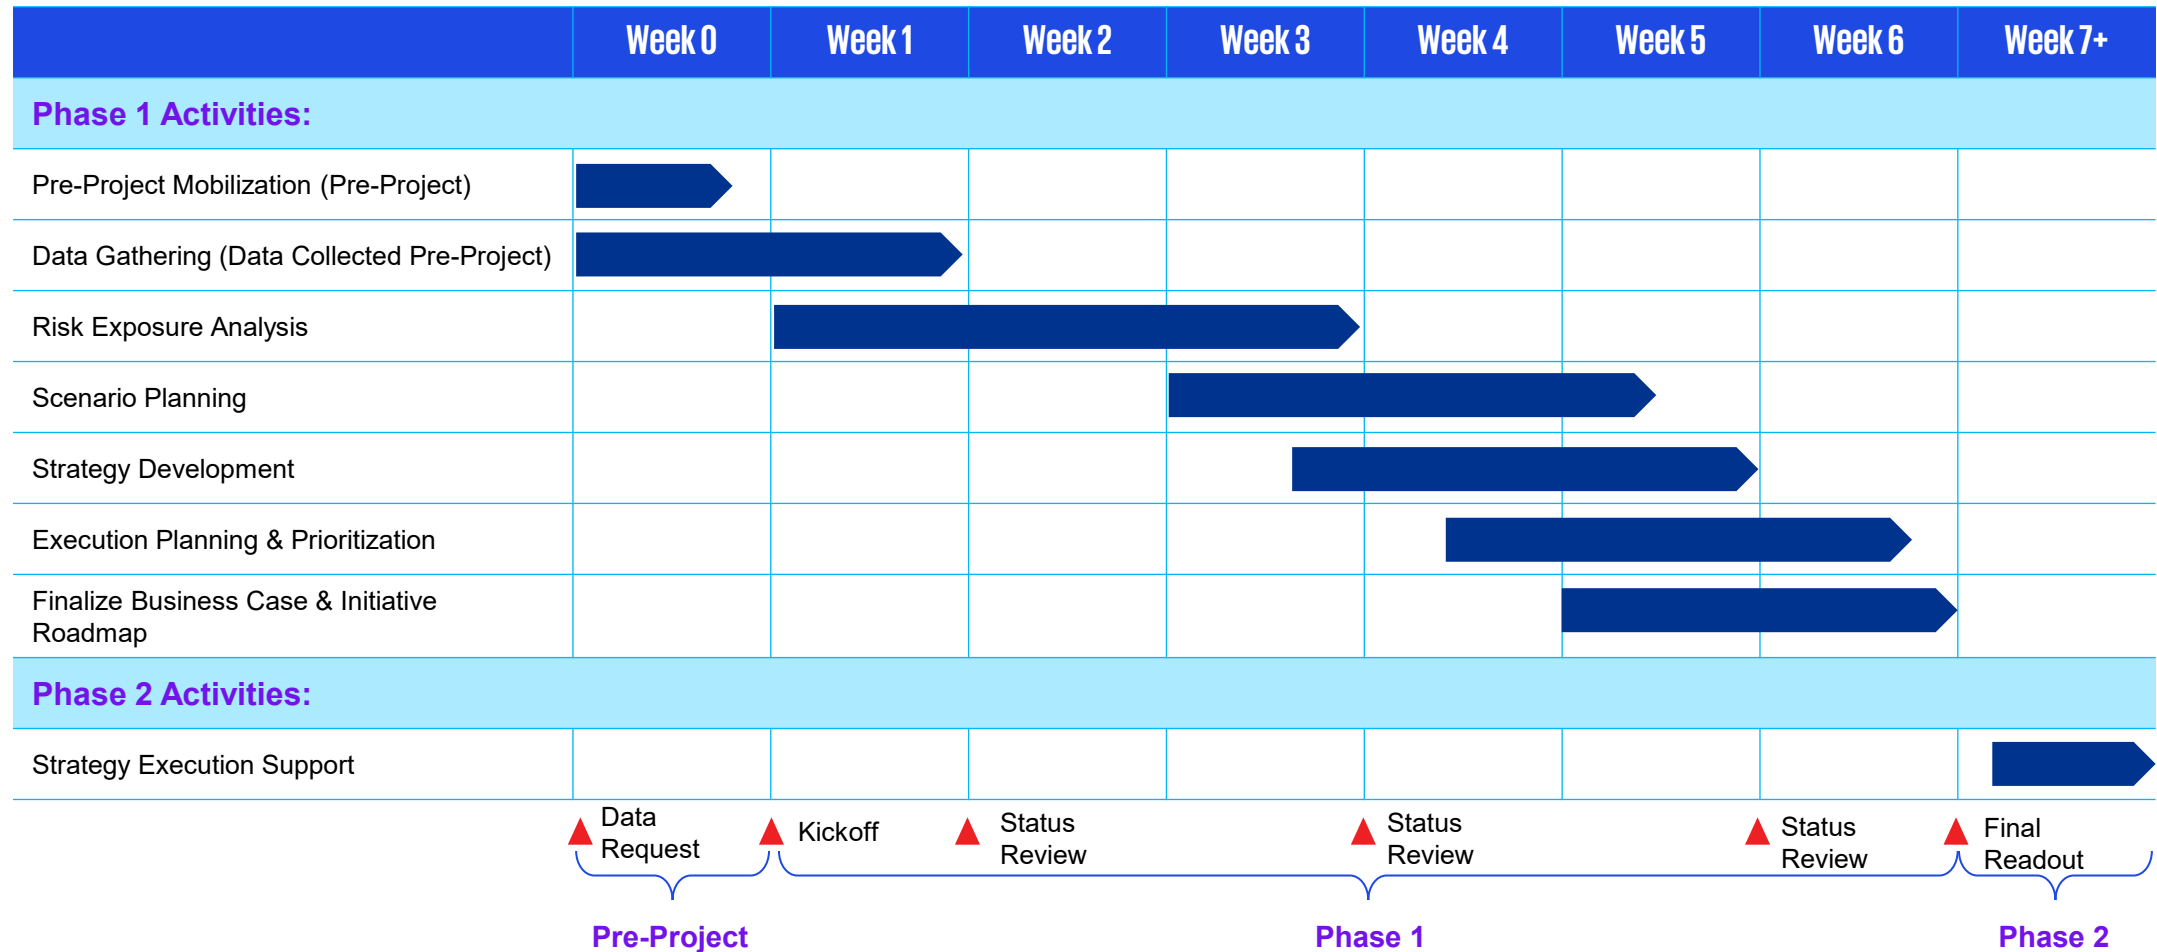 Week 0 Week 1 Week 2 Week 3 Week 4 Week 5 Week 6 Week 7+
Phase 1 Activities:
Pre-Project Mobilization (Pre-Project)
Data Gathering (Data Collected Pre-Project)
Risk Exposure Analysis
Scenario Planning
Strategy Development
Execution Planning & Prioritization
Finalize Business Case & Initiative
Roadmap
Phase 2 Activities:
Strategy Execution Support
Data
Request
Kickoff
Status
Review
Status
Review
Status
Review
Final
Readout
Pre-Project
Phase 1
Phase 2